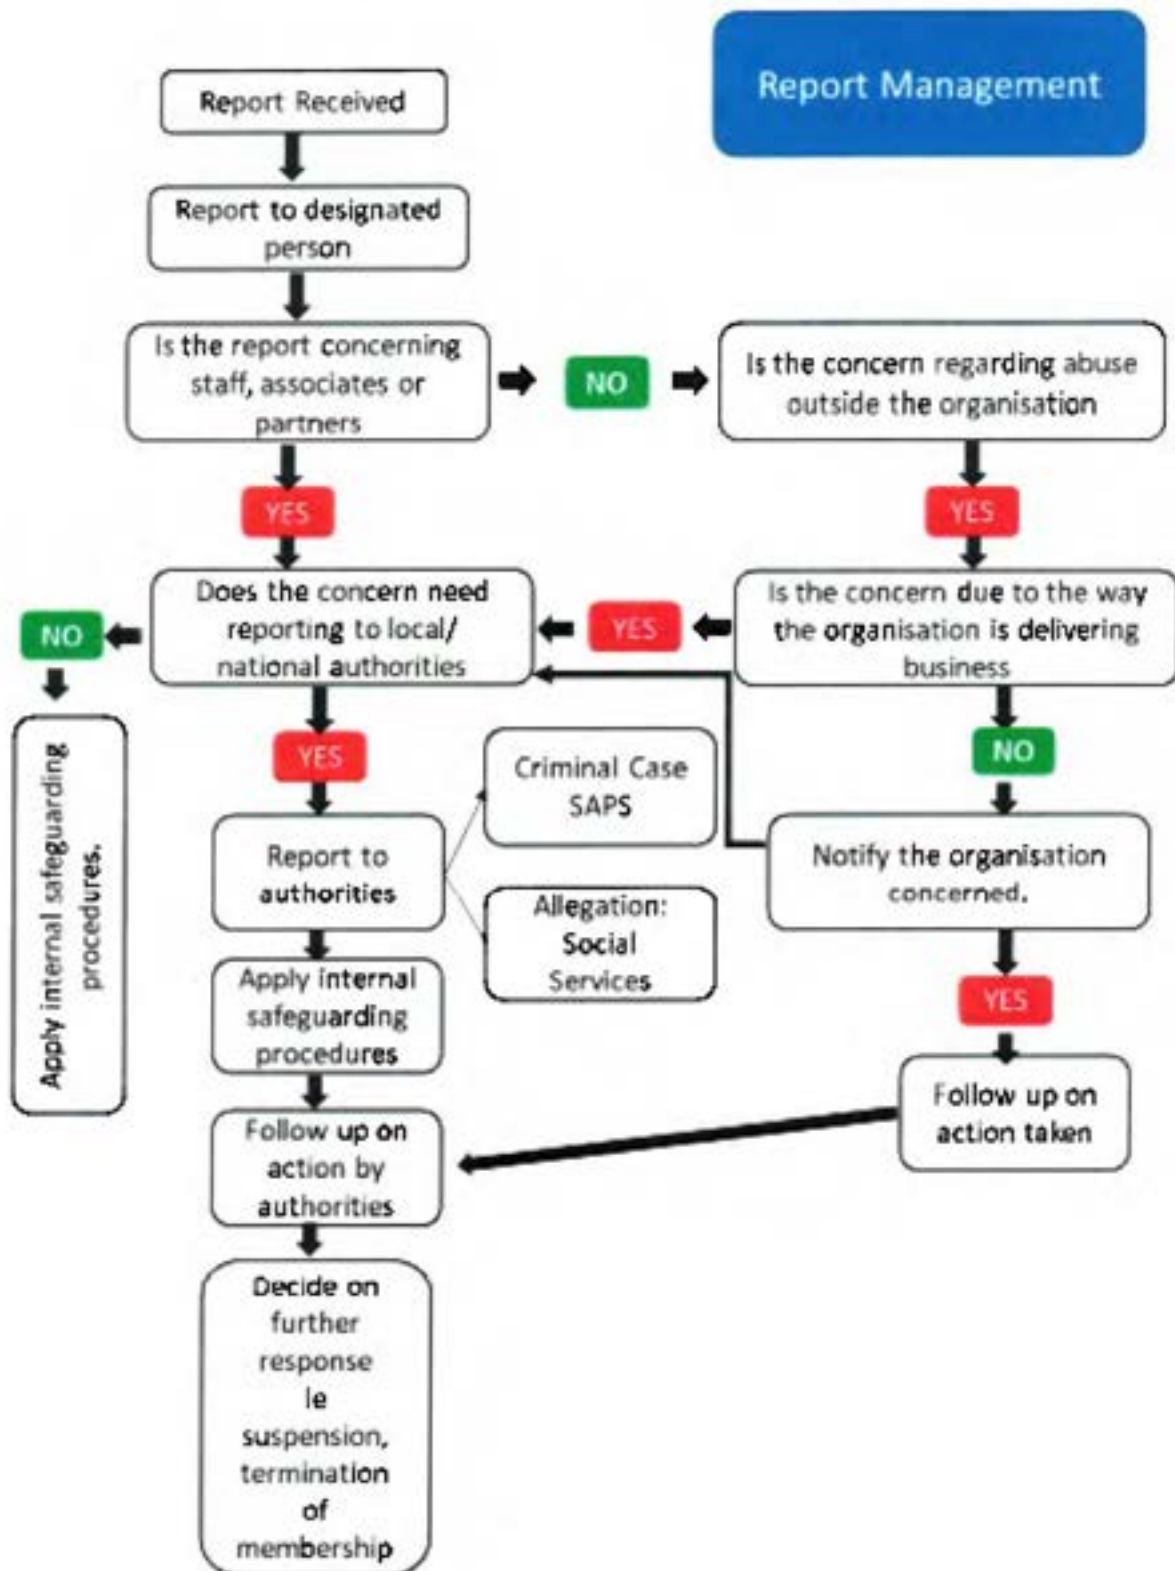 Report Management
Report Received
Report to designated
person
Is the report concerning
staff, associates or
partners
NO
Is the concern regarding abuse
outside the organisation
YES
YES
Does the concern need
reporting to local/
national authorities
YES
Is the concern due to the way
the organisation is delivering
business
NO
Apply internal safeguarding
procedures.
YES
NO
Criminal Case
SAPS
Report to
authorities
Notify the organisation
concerned.
Allegation:
Social
Services
Apply internal
safeguarding
procedures
YES
Follow up on
action taken
Follow up on
action by
authorities
Decide on
further
response
Ie
suspension,
termination
of
membership